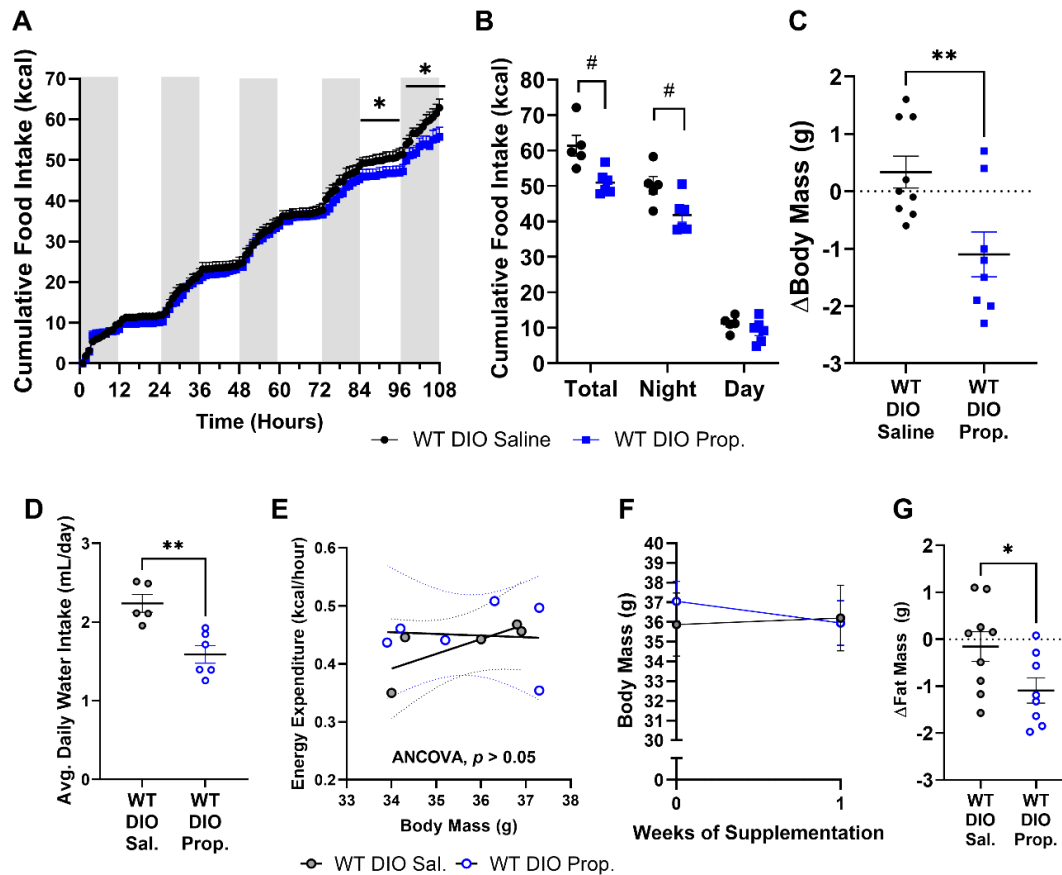 A
Cumulative Food Intake (kcal)
70
60
50
40
30
20
10
0
* *
0 12 24 36 48 60 72 84 96 108
Time (Hours)
B
Cumulative Food Intake (kcal)
80
70
60
50
40
30
20
10
0
# #
Total Night Day
WT DIO Saline WT DIO Prop.
C
ΔBody Mass (g)
2
1
0
-1
-2
-3
**
WT WT
DIO DIO
Saline Prop.
D
Avg. Daily Water Intake (mL/day)
3
2
1
0
**
WT WT
DIO DIO
Sal. Prop.
E
Energy Expenditure (kcal/hour)
0.6
0.5
0.4
0.3
0.2
ANCOVA, p > 0.05
33 34 35 36 37 38
Body Mass (g)
WT DIO Sal. WT DIO Prop.
F
Body Mass (g)
40
39
38
37
36
35
34
33
32
31
30
0
0 1
Weeks of Supplementation
G
ΔFat Mass (g)
2
1
0
-1
-2
-3
*
WT WT
DIO DIO
Sal. Prop.